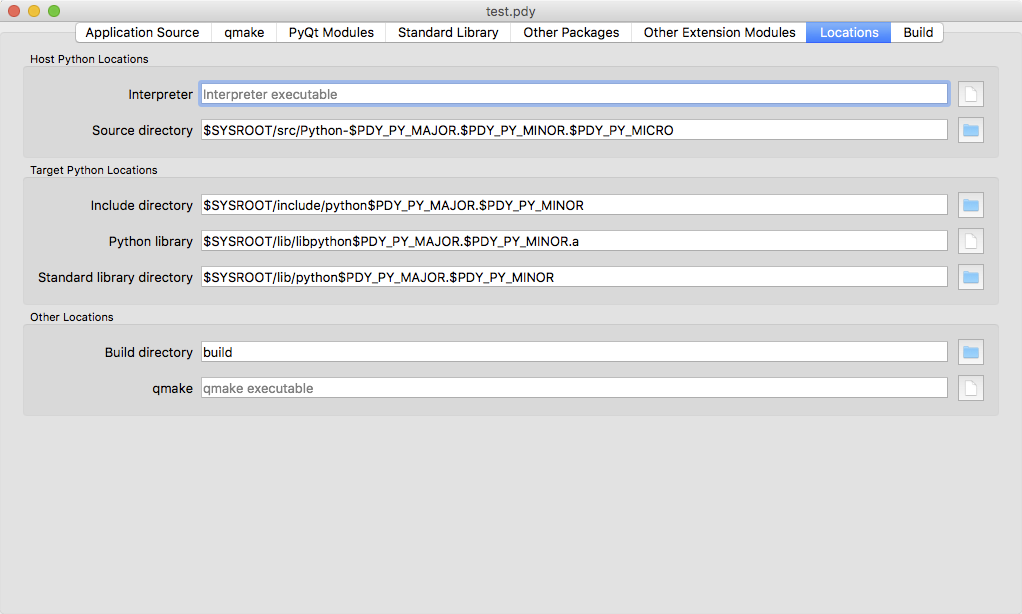 test.pdy
Application Source qmake PyQt Modules Standard Library Other Packages Other Extension Modules Locations Build
Host Python Locations
Interpreter Interpreter executable
Source directory $SYSROOT/src/Python-$PDY_PY_MAJOR.$PDY_PY_MINOR.$PDY_PY_MICRO
Target Python Locations
Include directory $SYSROOT/include/python$PDY_PY_MAJOR.$PDY_PY_MINOR
Python library $SYSROOT/lib/libpython$PDY_PY_MAJOR.$PDY_PY_MINOR.a
Standard library directory $SYSROOT/lib/python$PDY_PY_MAJOR.$PDY_PY_MINOR
Other Locations
Build directory build
qmake qmake executable